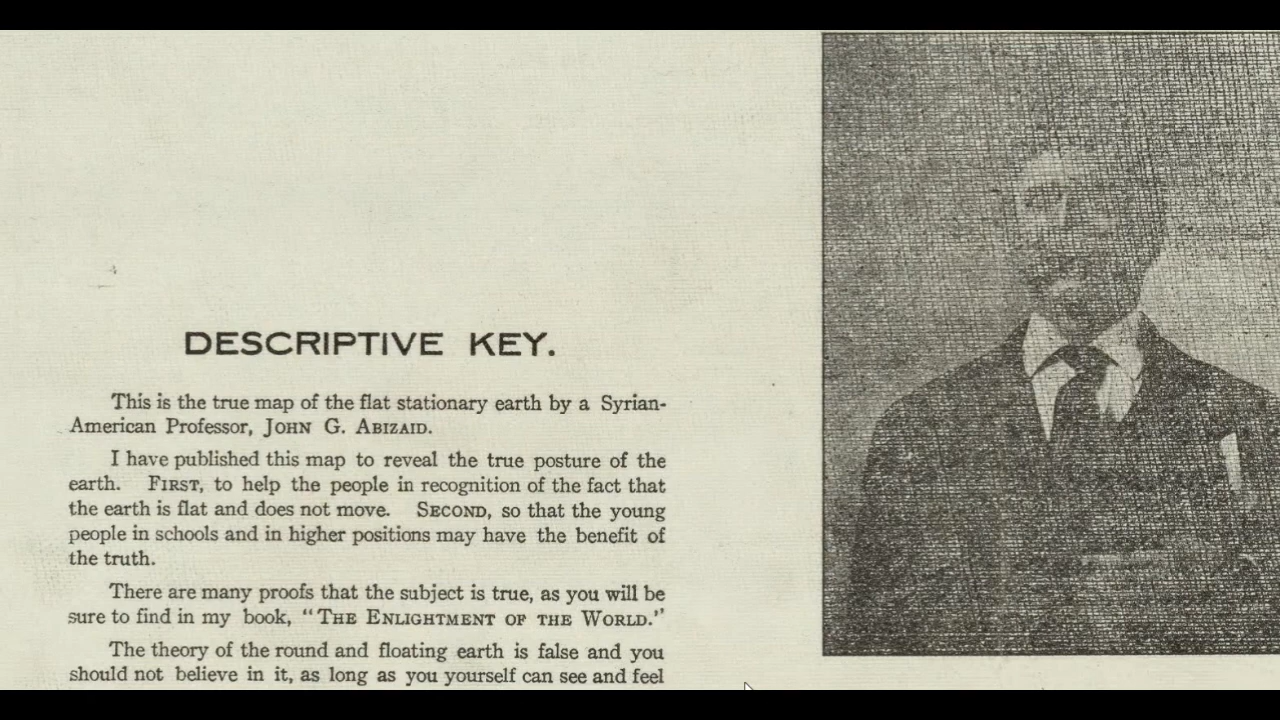 DESCRIPTIVE KEY.
This is the true map of the flat stationary earth by a Syrian-
American Professor, JOHN G. ABIZAID.
I have published this map to reveal the true posture of the
earth. FIRST, to help the people in recognition of the fact that
the earth is flat and does not move. SECOND, so that the young
people in schools and in higher positions may have the benefit of
the truth.
There are many proofs that the subject is true, as you will be
sure to find in my book, "THE ENLIGHTMENT OF THE WORLD."
The theory of the round and floating earth is false and you
should not believe in it, as long as you yourself can see and feel